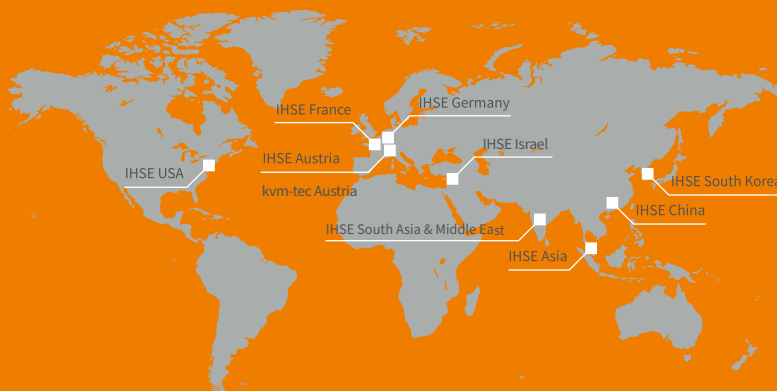 IHSE France
IHSE Germany
IHSE Austria
kvm-tec Austria
IHSE Israel
IHSE USA
IHSE South Korea
IHSE China
IHSE South Asia & Middle East
IHSE Asia